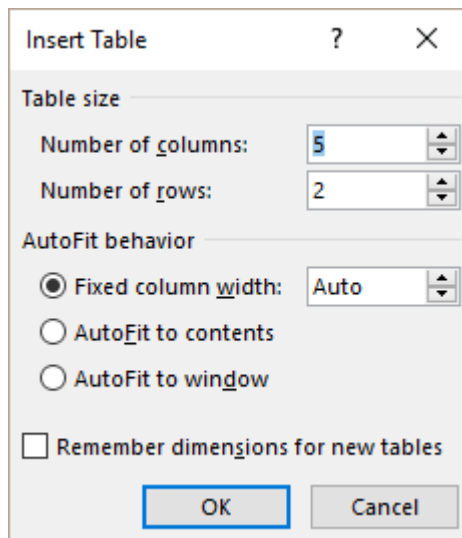 Insert Table ?
Table size
Number of columns: 5
Number of rows: 2
AutoFit behavior
Fixed column width: Auto
AutoFit to contents
AutoFit to window
Remember dimensions for new tables
OK Cancel